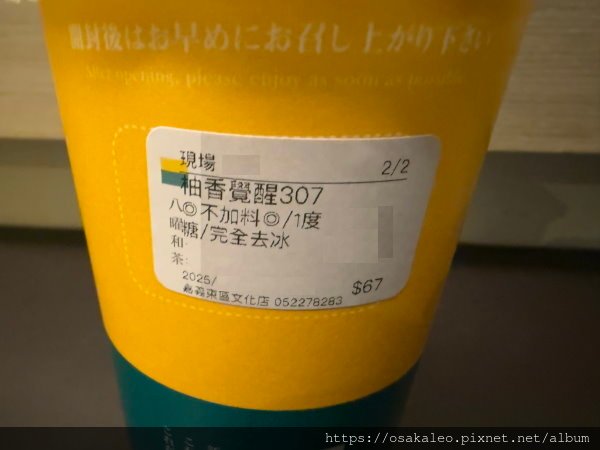 開封後はお早めにお召し上がり下さい
After opening, please enjoy as soon as possible.
現場 2/2
柚香覺醒307
◎不加料◎/1度
糖/完全去冰
八曜和茶
2025/ $67
嘉義東區文化店 052278283
https://osakaleo.pixnet.net/album